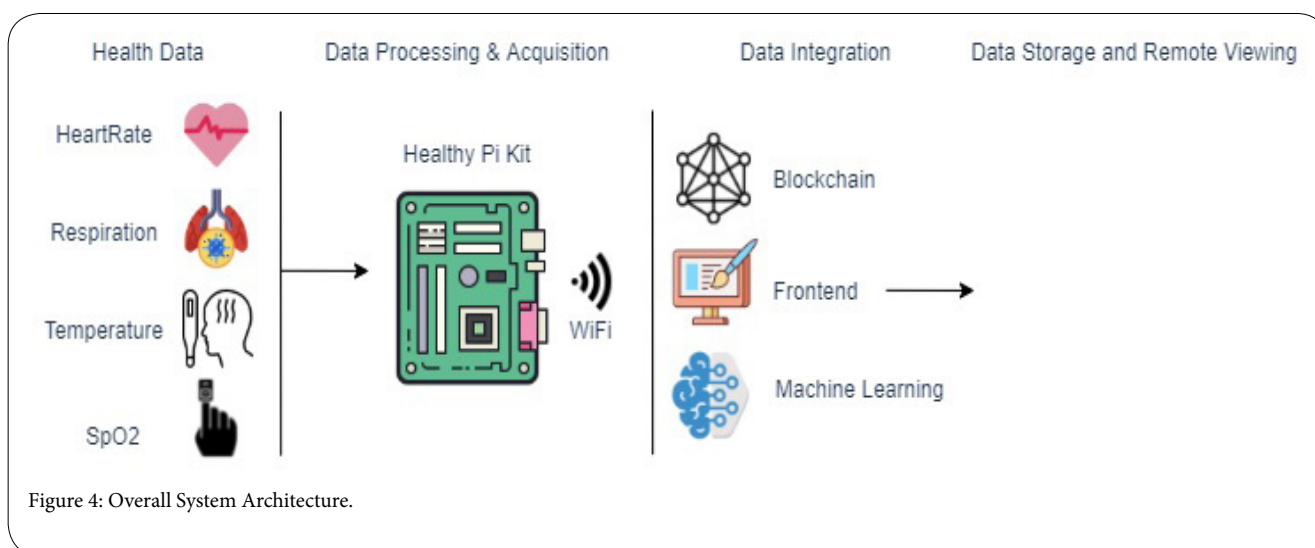 Health Data
Data Processing & Acquisition
Data Integration
Data Storage and Remote Viewing
HeartRate
Respiration
Temperature
SpO2
Healthy Pi Kit
WiFi
Blockchain
Frontend
Machine Learning
Figure 4: Overall System Architecture.